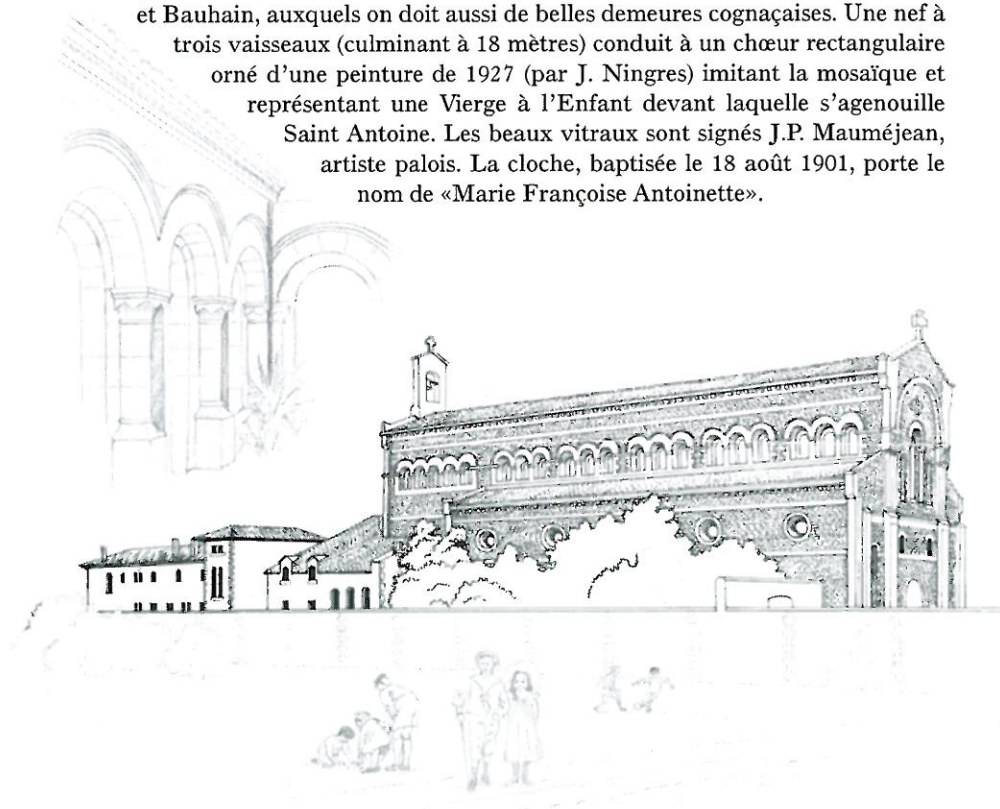 et Bauhain, auxquels on doit aussi de belles demeures cognaçaises. Une nef à
trois vaisseaux (culminant à 18 mètres) conduit à un chœur rectangulaire
orné d’une peinture de 1927 (par J. Ningres) imitant la mosaïque et
représentant une Vierge à l’Enfant devant laquelle s’agenouille
Saint Antoine. Les beaux vitraux sont signés J.P. Mauméjean,
artiste palois. La cloche, baptisée le 18 août 1901, porte le
nom de «Marie Françoise Antoinette».